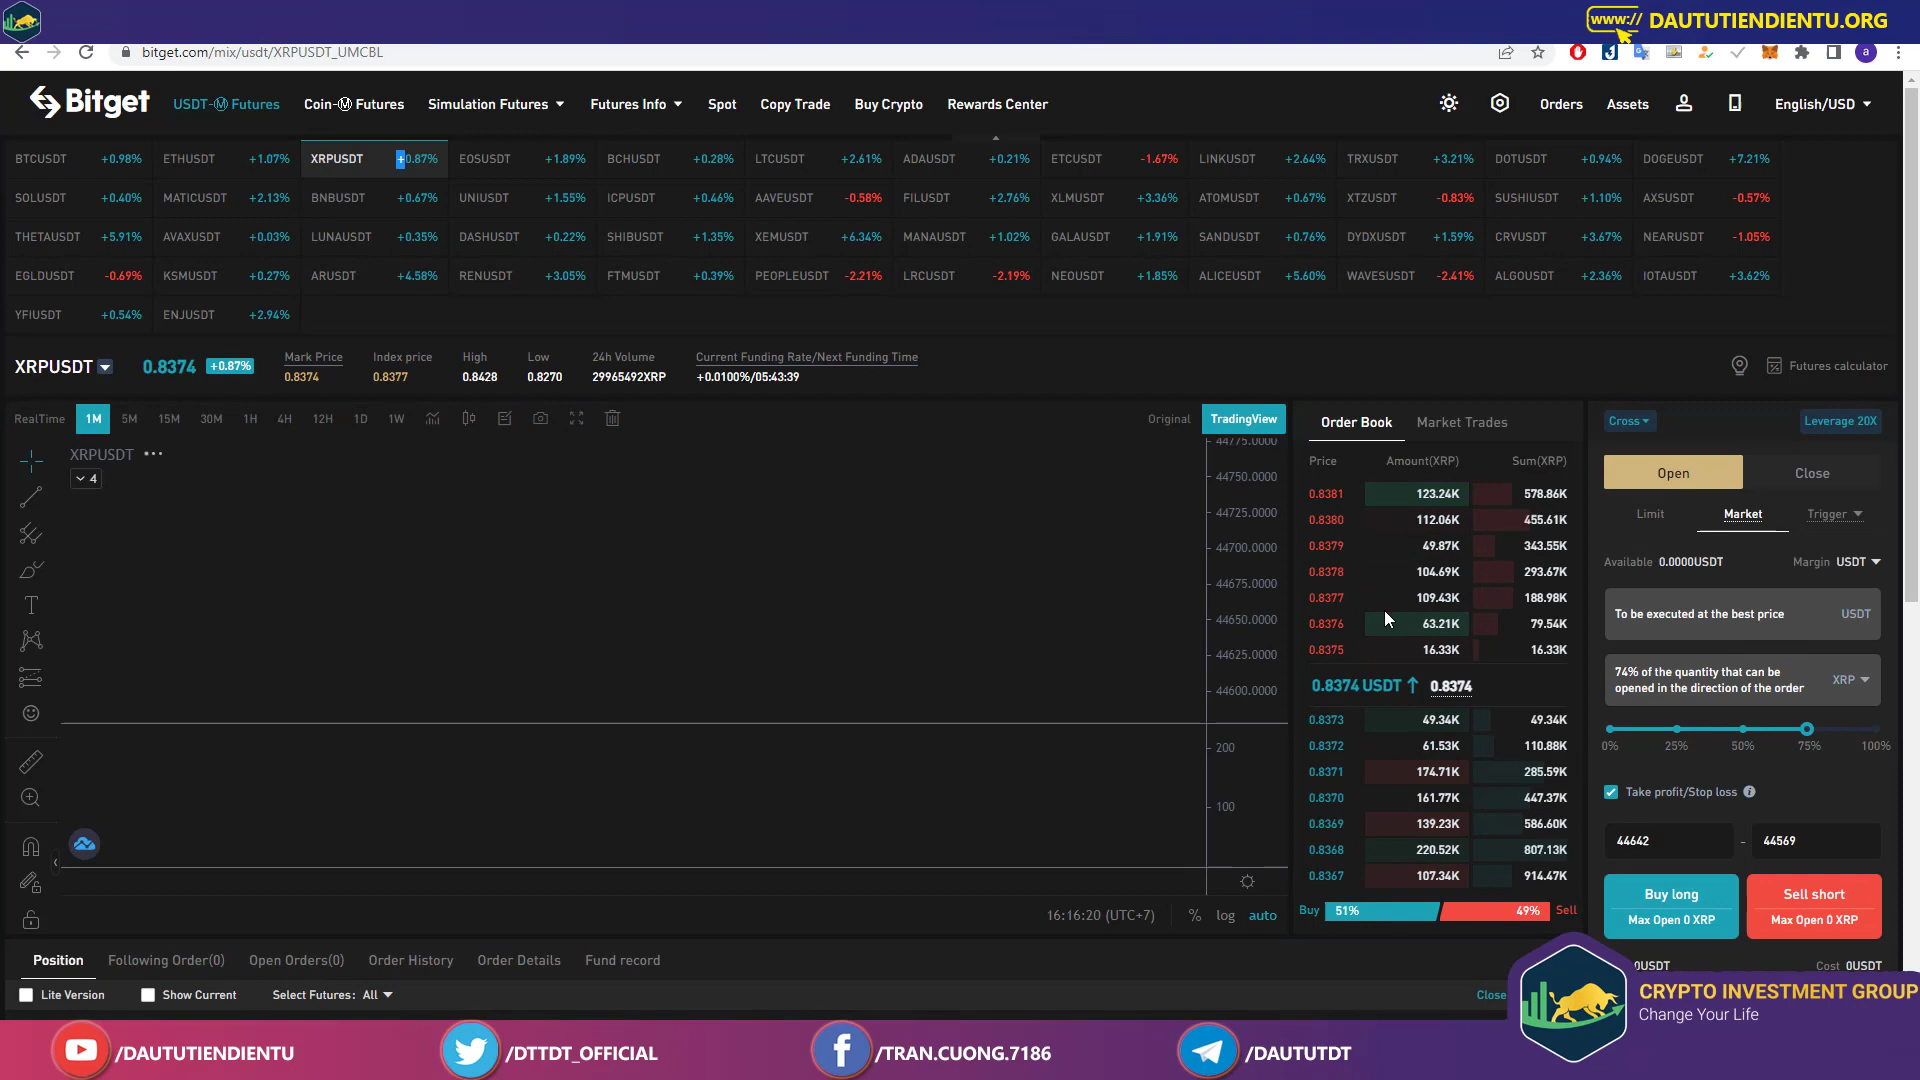 www:// DAUTUTIENDIENTU.ORG
bitget.com/mix/usdt/XRPUSDT_UMCBL
a
Bitget USDT-Ⓜ Futures Coin-Ⓜ Futures Simulation Futures Futures Info Spot Copy Trade Buy Crypto Rewards Center Orders Assets English/USD
BTCUSDT +0.98% ETHUSDT +1.07% XRPUSDT +0.87% EOSUSDT +1.89% BCHUSDT +0.28% LTCUSDT +2.61% ADAUSDT +0.21% ETCUSDT -1.67% LINKUSDT +2.64% TRXUSDT +3.21% DOTUSDT +0.94% DOGEUSDT +7.21%
SOLUSDT +0.40% MATICUSDT +2.13% BNBUSDT +0.67% UNIUSDT +1.55% ICPUSDT +0.46% AAVEUSDT -0.58% FILUSDT +2.76% XLMUSDT +3.36% ATOMUSDT +0.67% XTZUSDT -0.83% SUSHIUSDT +1.10% AXSUSDT -0.57%
THETAUSDT +5.91% AVAXUSDT +0.03% LUNAUSDT +0.35% DASHUSDT +0.22% SHIBUSDT +1.35% XEMUSDT +6.34% MANAUSDT +1.02% GALAUSDT +1.91% SANDUSDT +0.76% DYDXUSDT +1.59% CRVUSDT +3.67% NEARUSDT -1.05%
EGLDUSDT -0.69% KSMUSDT +0.27% ARUSDT +4.58% RENUSDT +3.05% FTMUSDT +0.39% PEOPLEUSDT -2.21% LRCUSDT -2.19% NEOUSDT +1.85% ALICEUSDT +5.60% WAVESUSDT -2.41% ALGOUSDT +2.36% IOTAUSDT +3.62%
YFIUSDT +0.54% ENJUSDT +2.94%
XRPUSDT 0.8374 +0.87%
Mark Price Index price High Low 24h Volume Current Funding Rate/Next Funding Time
0.8374 0.8377 0.8428 0.8270 29965492XRP +0.0100%/05:43:39
Futures calculator
RealTime 1M 5M 15M 30M 1H 4H 12H 1D 1W Original TradingView
XRPUSDT
4
44775.0000
44750.0000
44725.0000
44700.0000
44675.0000
44650.0000
44625.0000
44600.0000
200
100
16:16:20 (UTC+7) % log auto
Order Book Market Trades
Price Amount(XRP) Sum(XRP)
0.8381 123.24K 578.86K
0.8380 112.06K 455.61K
0.8379 49.87K 343.55K
0.8378 104.69K 293.67K
0.8377 109.43K 188.98K
0.8376 63.21K 79.54K
0.8375 16.33K 16.33K
0.8374 USDT ↑ 0.8374
0.8373 49.34K 49.34K
0.8372 61.53K 110.88K
0.8371 174.71K 285.59K
0.8370 161.77K 447.37K
0.8369 139.23K 586.60K
0.8368 220.52K 807.13K
0.8367 107.34K 914.47K
Buy 51% 49% Sell
Cross Leverage 20X
Open Close
Limit Market Trigger
Available 0.0000USDT Margin USDT
To be executed at the best price USDT
74% of the quantity that can be
opened in the direction of the order XRP
0% 25% 50% 75% 100%
Take profit/Stop loss
44642 - 44569
Buy long Sell short
Max Open 0 XRP Max Open 0 XRP
0USDT Cost 0USDT
Position Following Order(0) Open Orders(0) Order History Order Details Fund record
Lite Version Show Current Select Futures: All Close
CRYPTO INVESTMENT GROUP
Change Your Life
/DAUTUTIENDIENTU /DTTDT_OFFICIAL /TRAN.CUONG.7186 /DAUTUTDT